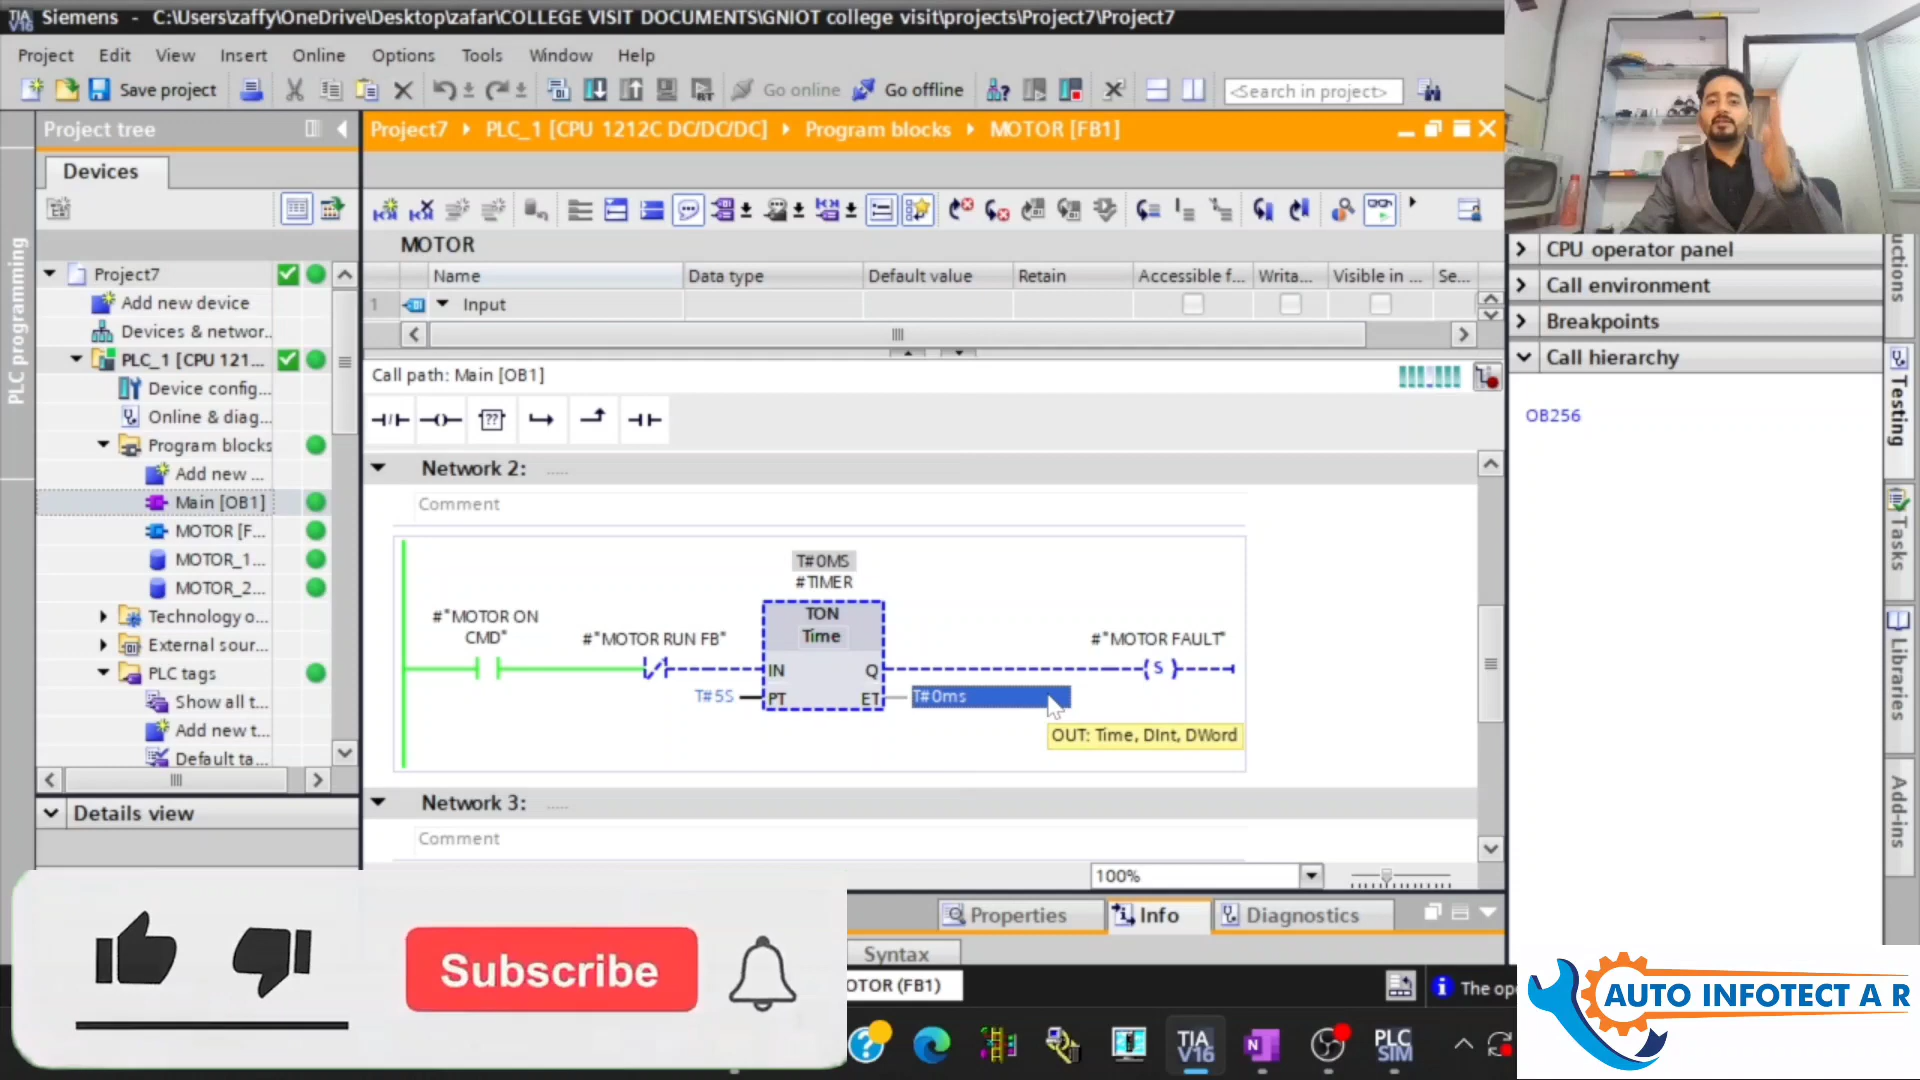 TIA
V16
Siemens - C:\Users\zaffy\OneDrive\Desktop\zafar\COLLEGE VISIT DOCUMENTS\GNIOT college visit\projects\Project7\Project7
Project Edit View Insert Online Options Tools Window Help
Save project
Go online
Go offline
<Search in project>
Project tree
Project7 PLC_1 [CPU 1212C DC/DC/DC] Program blocks MOTOR [FB1]
Devices
PLC programming
Project7
Add new device
Devices & networ...
PLC_1 [CPU 121...
Device config...
Online & diag...
Program blocks
Add new ...
Main [OB1]
MOTOR [F...
MOTOR_1...
MOTOR_2...
Technology o...
External sour...
PLC tags
Show all t...
Add new t...
Default ta...
Details view
MOTOR
Name Data type Default value Retain Accessible f... Writa... Visible in ... Se...
1 Input
Call path: Main [OB1]
??
Network 2: .....
Comment
T#0MS
#TIMER
TON
Time
#"MOTOR ON
CMD"
#"MOTOR RUN FB"
#"MOTOR FAULT"
IN Q
S
T#5S PT ET T#0ms
OUT: Time, DInt, DWord
Network 3: .....
Comment
100%
Properties
Info
Diagnostics
Syntax
OTOR (FB1)
The op
CPU operator panel
Call environment
Breakpoints
Call hierarchy
OB256
uctions
Testing
Tasks
Libraries
Add-ins
Subscribe
TIA
V16
N
PLC
SIM
AUTO INFOTECT A R